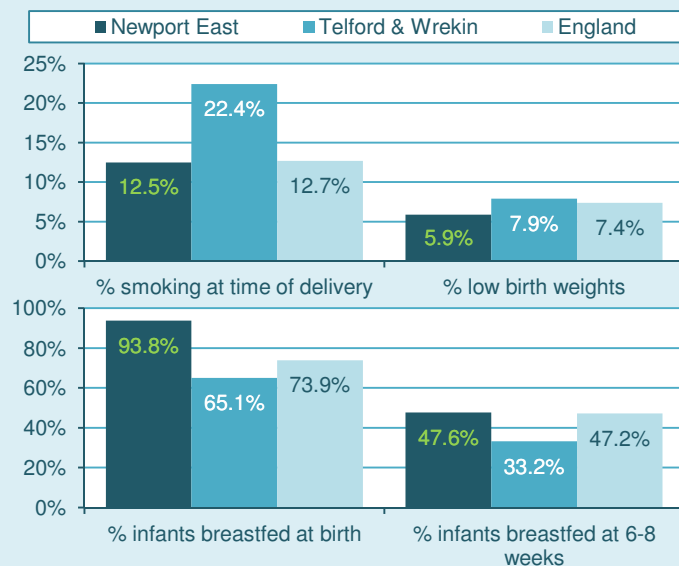 Newport East Telford & Wrekin England
25%
20%
15%
10%
5%
0%
12.5% 22.4% 12.7%
5.9% 7.9% 7.4%
% smoking at time of delivery % low birth weights
100%
80%
60%
40%
20%
0%
93.8% 65.1% 73.9%
47.6% 33.2% 47.2%
% infants breastfed at birth % infants breastfed at 6-8
weeks